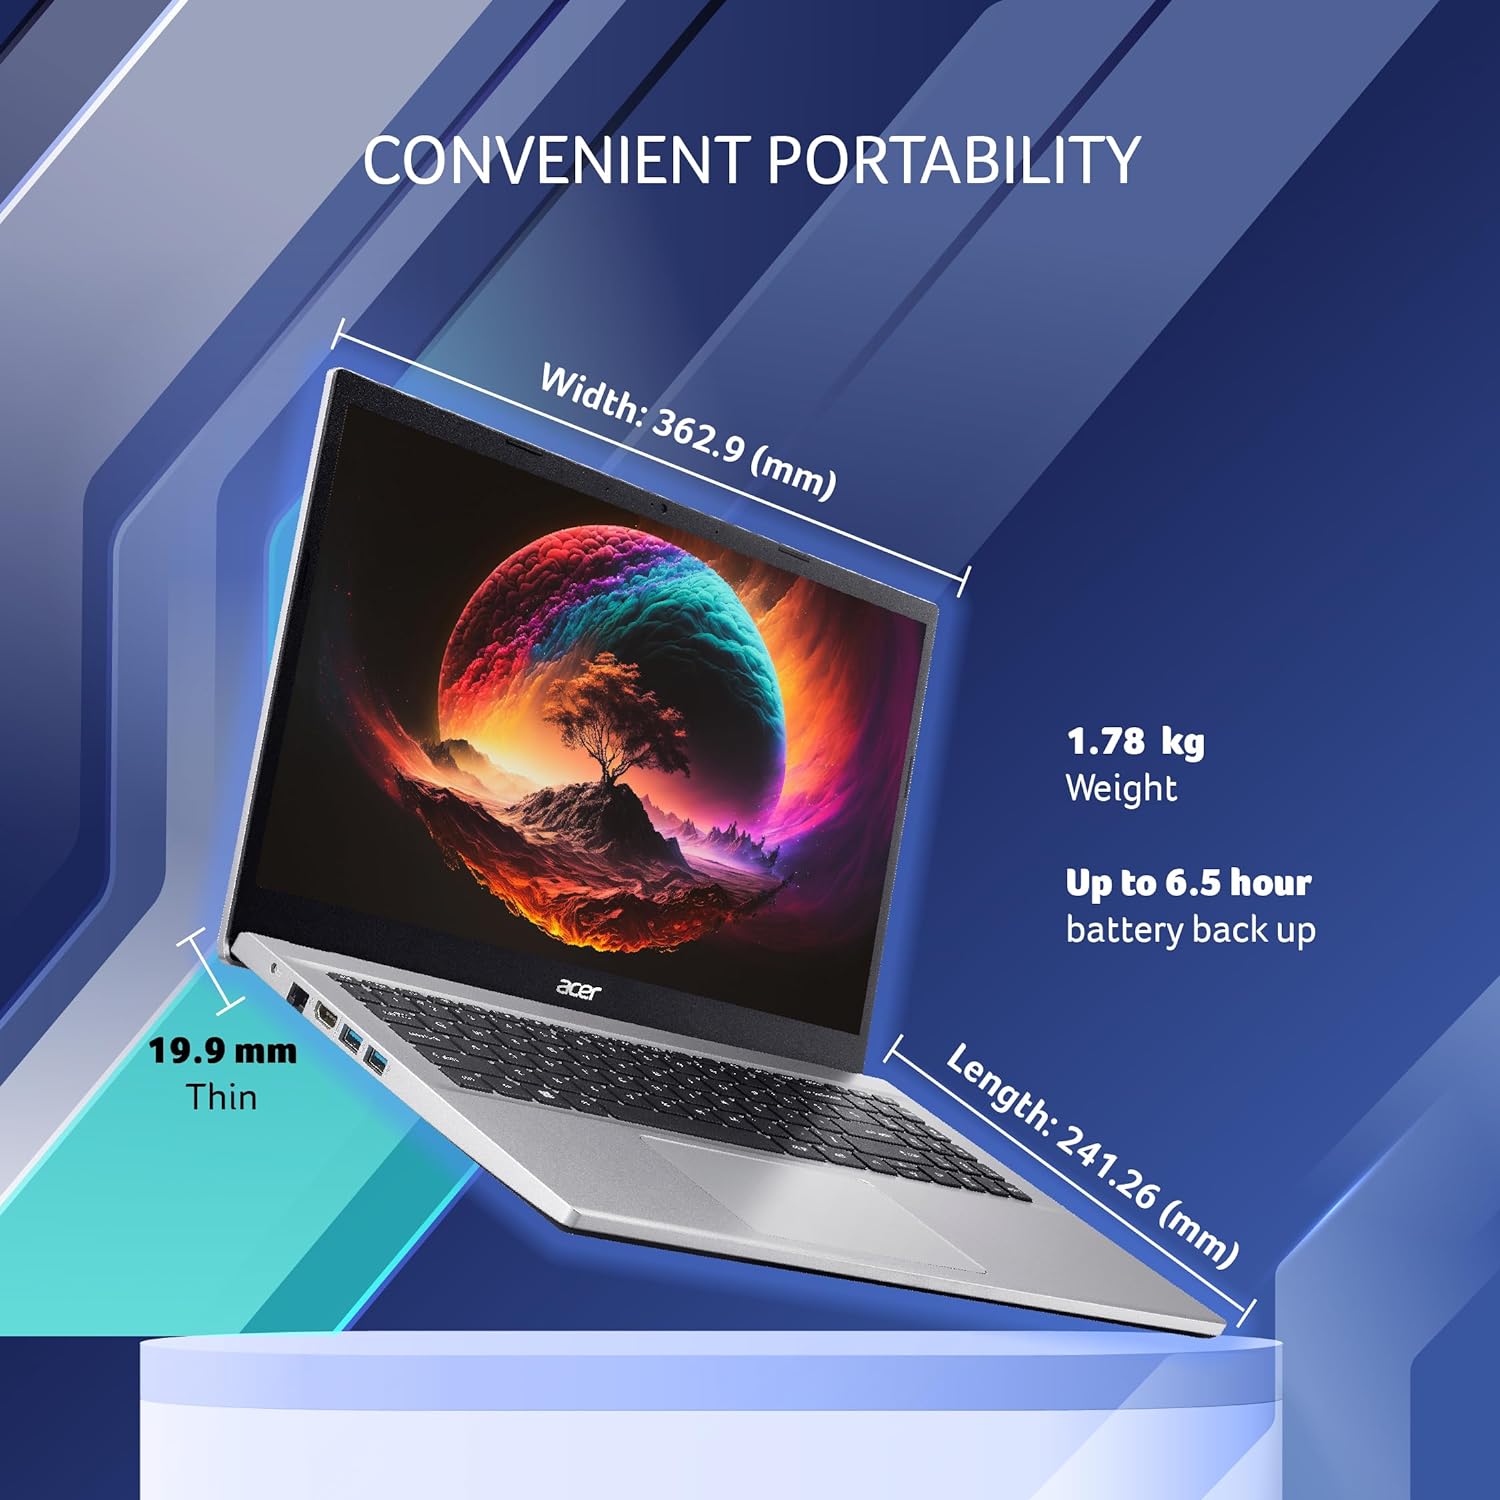 CONVENIENT PORTABILITY
Width: 362.9 (mm)
1.78 kg
Weight
Up to 6.5 hour
battery back up
acer
19.9 mm
Thin
Length: 241.26 (mm)